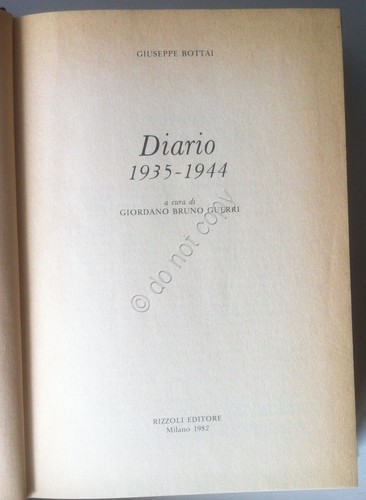 GIUSEPPE BOTTAI
Diario
1935-1944
a cura di
GIORDANO BRUNO GUERRI
© do not copy
RIZZOLI EDITORE
Milano 1982